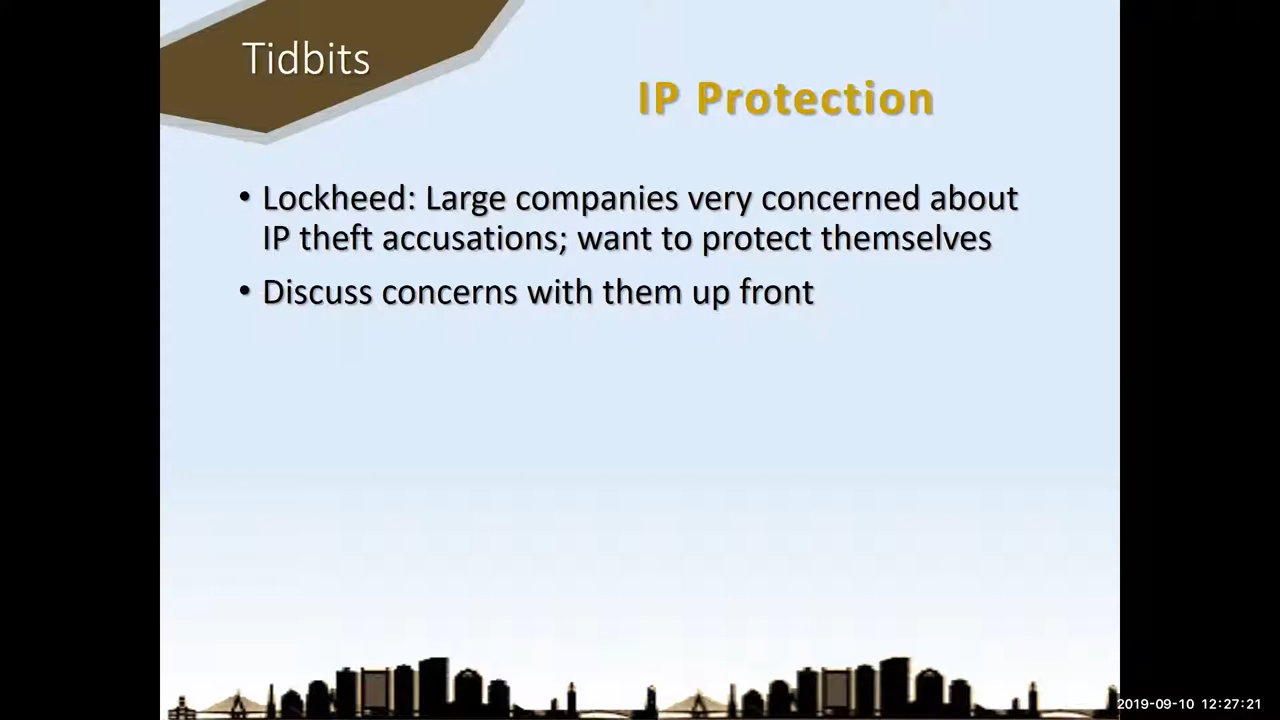 Tidbits
IP Protection
• Lockheed: Large companies very concerned about
IP theft accusations; want to protect themselves
• Discuss concerns with them up front
2019-09-10 12:27:21